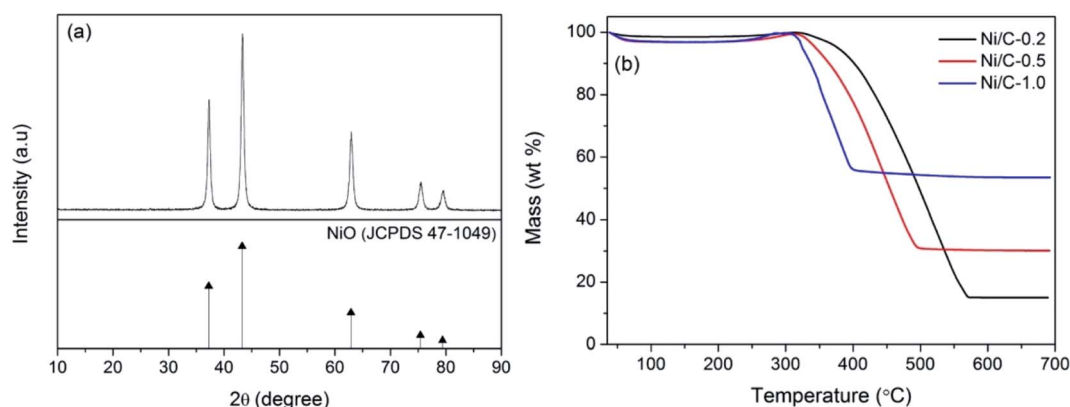 (a)
Intensity (a.u)
NiO (JCPDS 47-1049)
10 20 30 40 50 60 70 80 90
2θ (degree)
(b)
Ni/C-0.2
Ni/C-0.5
Ni/C-1.0
Mass (wt %)
100
80
60
40
20
0
100 200 300 400 500 600 700
Temperature (°C)